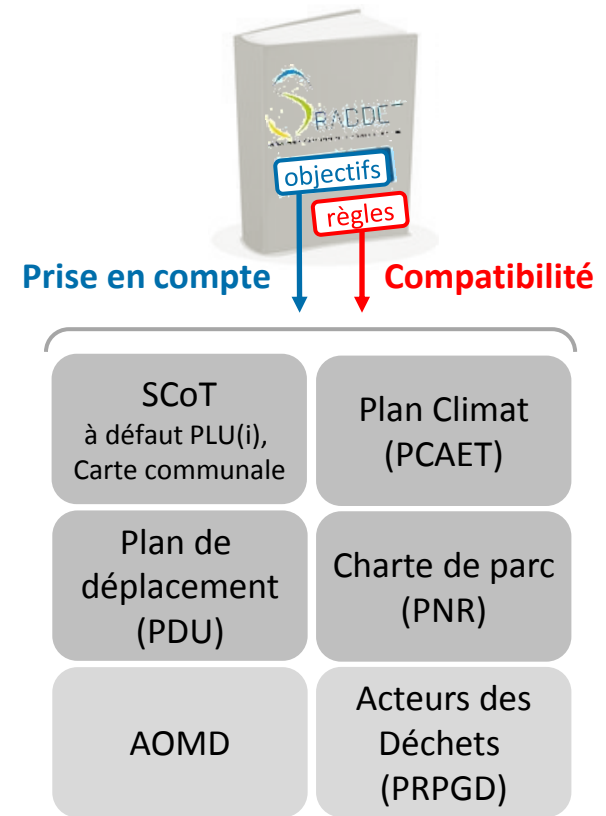 SRADDET
objectifs
règles
Prise en compte
Compatibilité
SCoT
à défaut PLU(i),
Carte communale
Plan Climat
(PCAET)
Plan de
déplacement
(PDU)
Charte de parc
(PNR)
AOMD
Acteurs des
Déchets
(PRPGD)